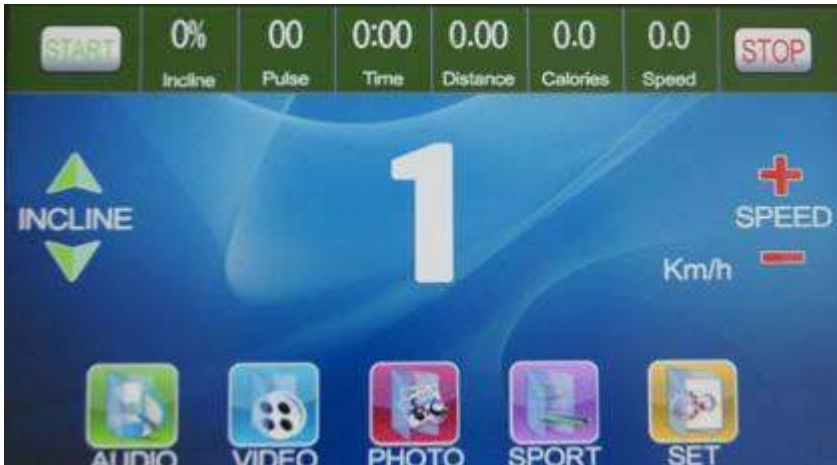 START 0% 00 0:00 0.00 0.0 0.0 STOP
Incline Pulse Time Distance Calories Speed
1
INCLINE
SPEED
Km/h
AUDIO VIDEO PHOTO SPORT SET